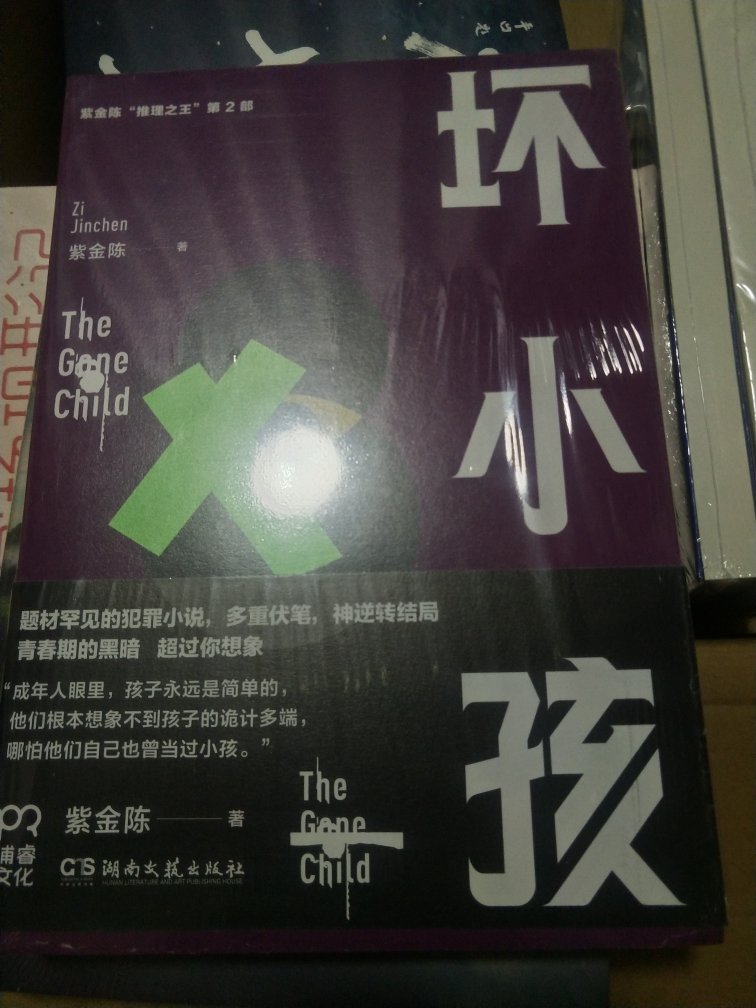 紫金陈“推理之王”第2部
坏小孩
Zi
Jinchen
紫金陈 著
The
Gone
Child
题材罕见的犯罪小说，多重伏笔，神逆转结局
青春期的黑暗 超过你想象
“成年人眼里，孩子永远是简单的，
他们根本想象不到孩子的诡计多端，
哪怕他们自己也曾当过小孩。”
The
Gone
Child
浦睿
文化
紫金陈 著
湖南文艺出版社
HUNAN LITERATURE AND ART PUBLISHING HOUSE